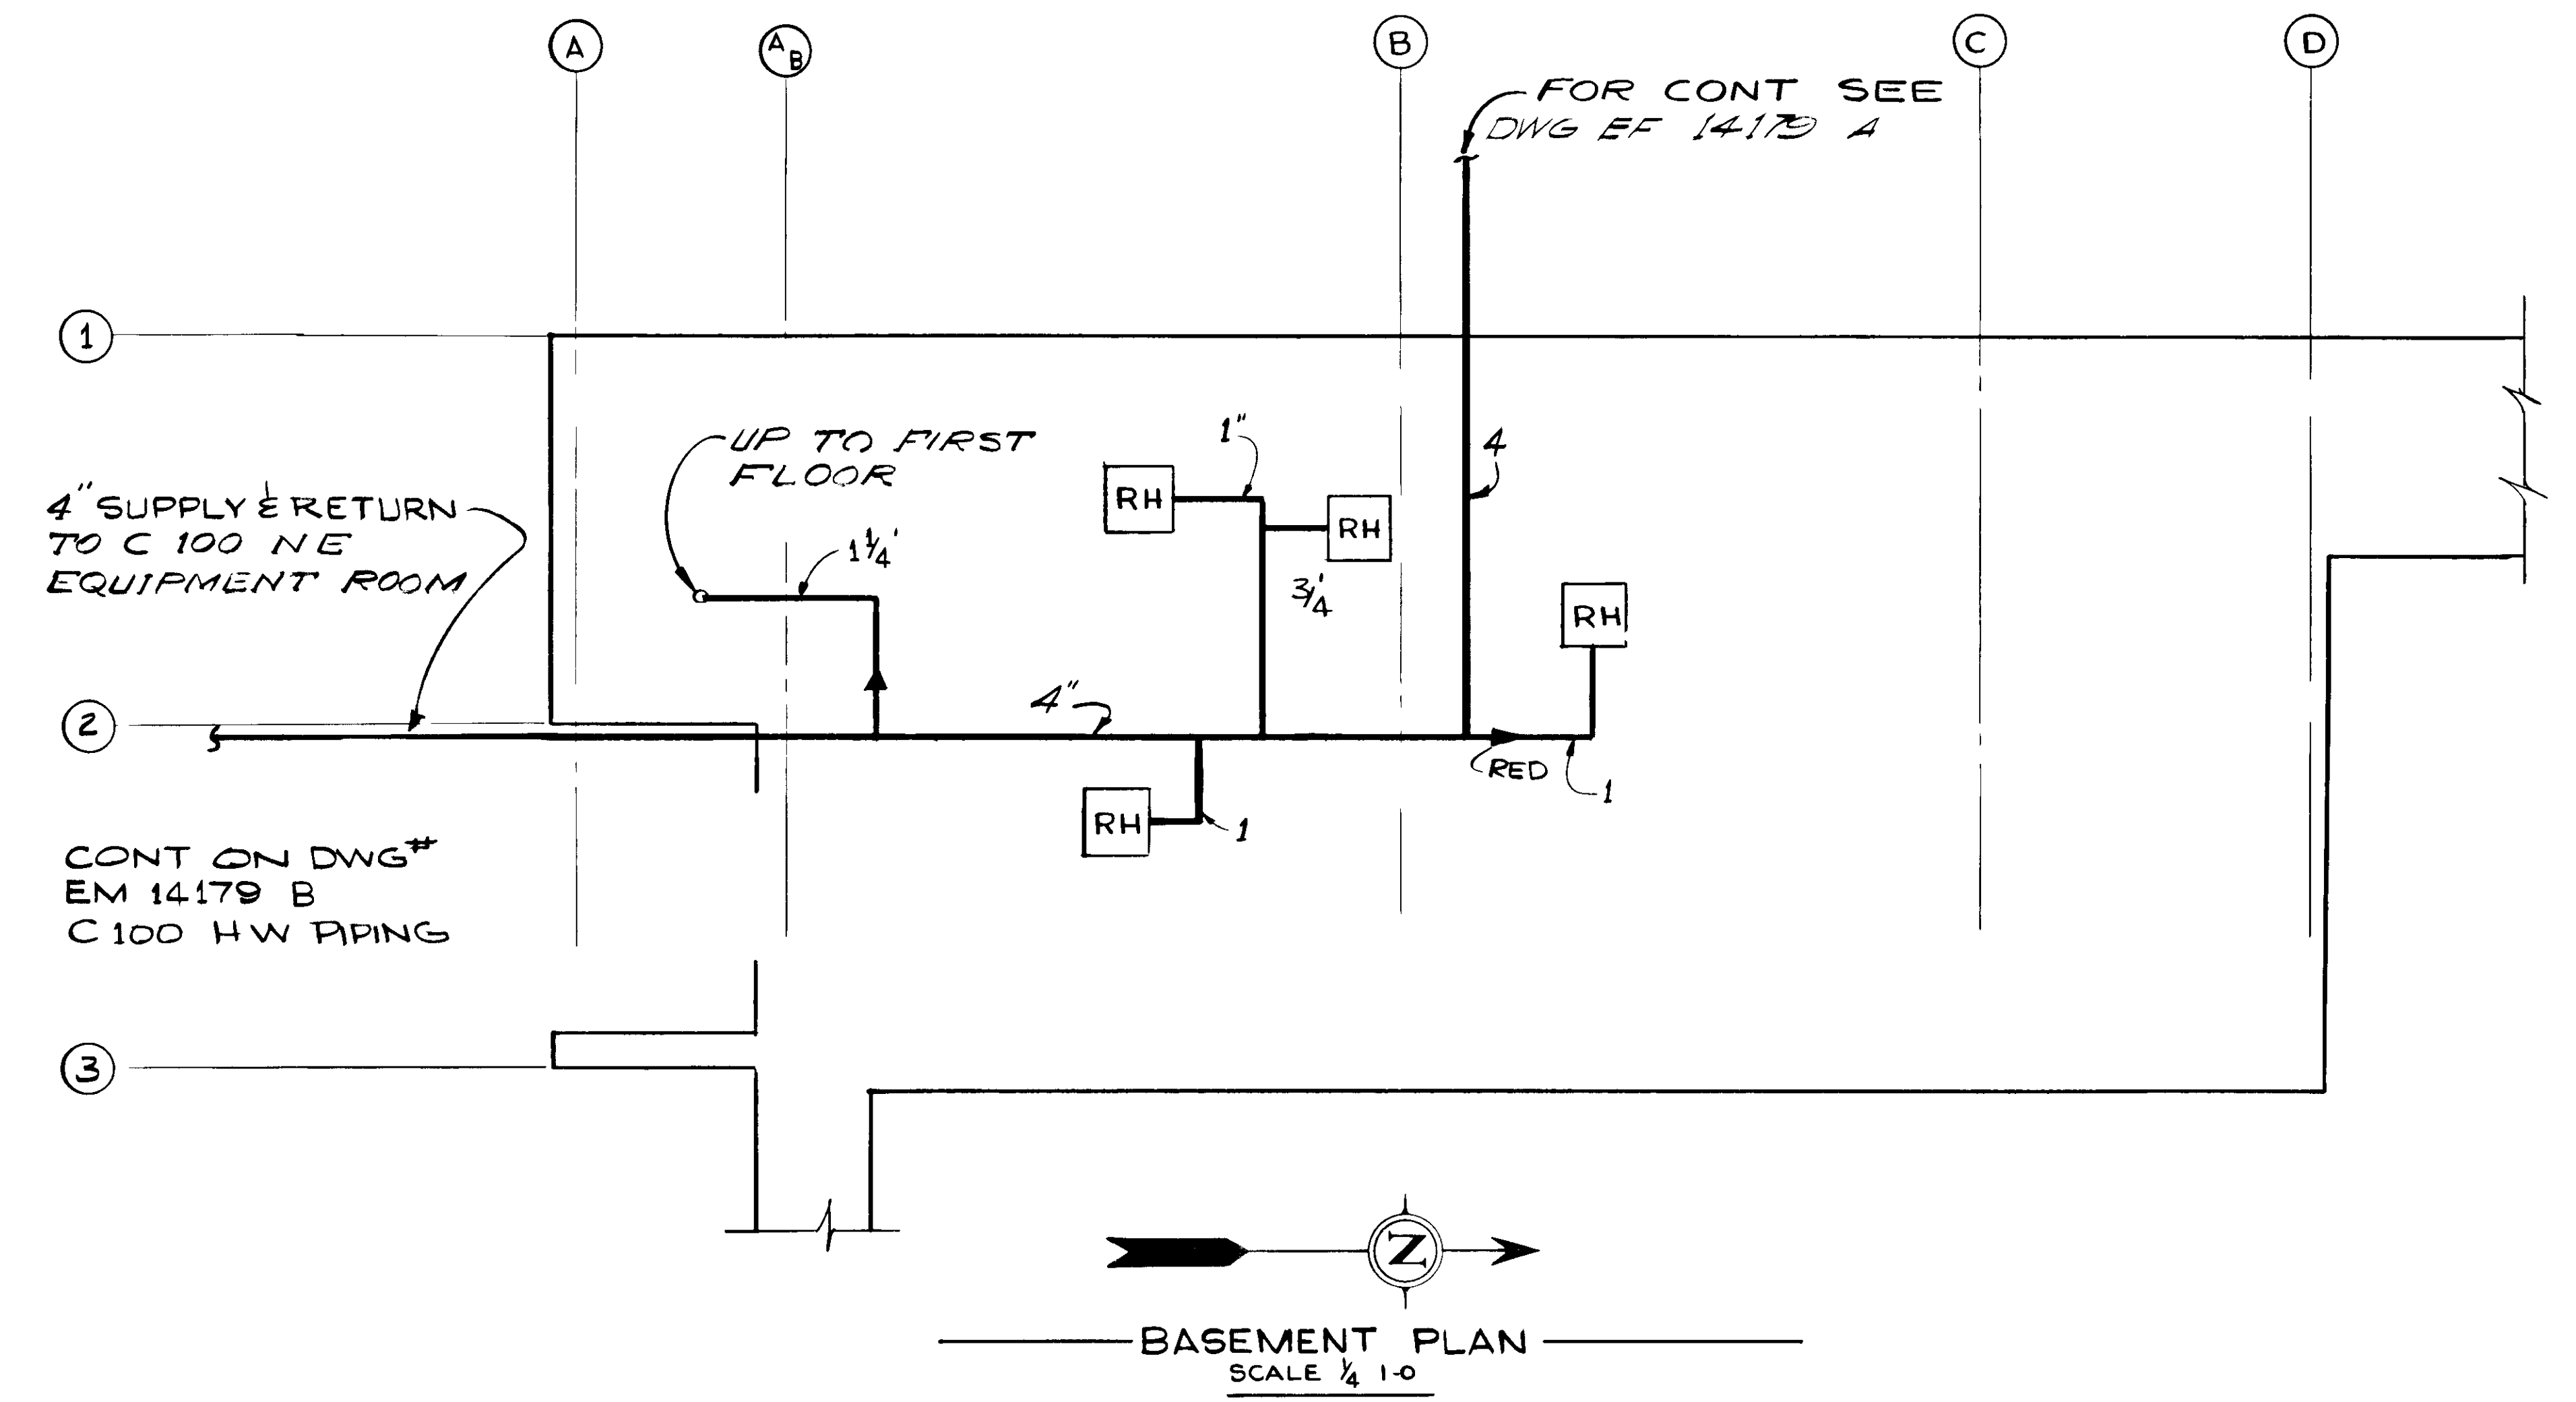 A
A B
B
C
D
FOR CONT SEE
DWG EF 14179 A
1
1"
UP TO FIRST
FLOOR
4
RH
RH
4" SUPPLY & RETURN
TO C 100 NE
EQUIPMENT ROOM
1 1/4'
3/4'
RH
4"
2
RED
1
RH
1
CONT ON DWG#
EM 14179 B
C 100 HW PIPING
3
Z
BASEMENT PLAN
SCALE 1/4 1-0